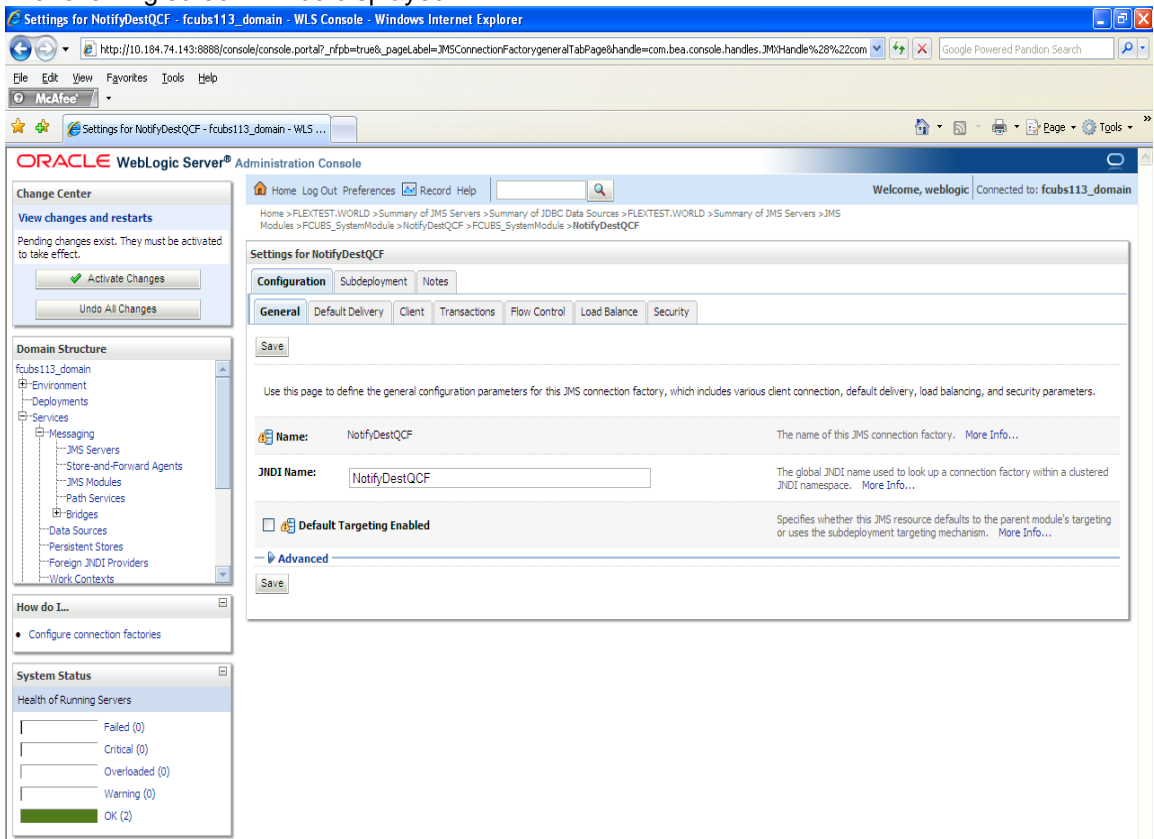 Settings for NotifyDestQCF - fcubs113_domain - WLS Console - Windows Internet Explorer
http://10.184.74.143:8888/console/console.portal?_nfpb=true&_pageLabel=JMSConnectionFactorygeneralTabPage&handle=com.bea.console.handles.JMXHandle%28%22com
Google Powered Pandion Search
File Edit View Favorites Tools Help
McAfee
Settings for NotifyDestQCF - fcubs113_domain - WLS ...
Page Tools »
ORACLE WebLogic Server® Administration Console
Change Center
View changes and restarts
Pending changes exist. They must be activated
to take effect.
Activate Changes
Undo All Changes
Domain Structure
fcubs113_domain
Environment
Deployments
Services
Messaging
JMS Servers
Store-and-Forward Agents
JMS Modules
Path Services
Bridges
Data Sources
Persistent Stores
Foreign JNDI Providers
Work Contexts
How do I...
Configure connection factories
System Status
Health of Running Servers
Failed (0)
Critical (0)
Overloaded (0)
Warning (0)
OK (2)
Home Log Out Preferences Record Help
Welcome, weblogic Connected to: fcubs113_domain
Home >FLEXTEST.WORLD >Summary of JMS Servers >Summary of JDBC Data Sources >FLEXTEST.WORLD >Summary of JMS Servers >JMS
Modules >FCUBS_SystemModule >NotifyDestQCF >FCUBS_SystemModule >NotifyDestQCF
Settings for NotifyDestQCF
Configuration Subdeployment Notes
General Default Delivery Client Transactions Flow Control Load Balance Security
Save
Use this page to define the general configuration parameters for this JMS connection factory, which includes various client connection, default delivery, load balancing, and security parameters.
Name: NotifyDestQCF
The name of this JMS connection factory. More Info...
JNDI Name: NotifyDestQCF
The global JNDI name used to look up a connection factory within a clustered
JNDI namespace. More Info...
Default Targeting Enabled
Specifies whether this JMS resource defaults to the parent module's targeting
or uses the subdeployment targeting mechanism. More Info...
Advanced
Save